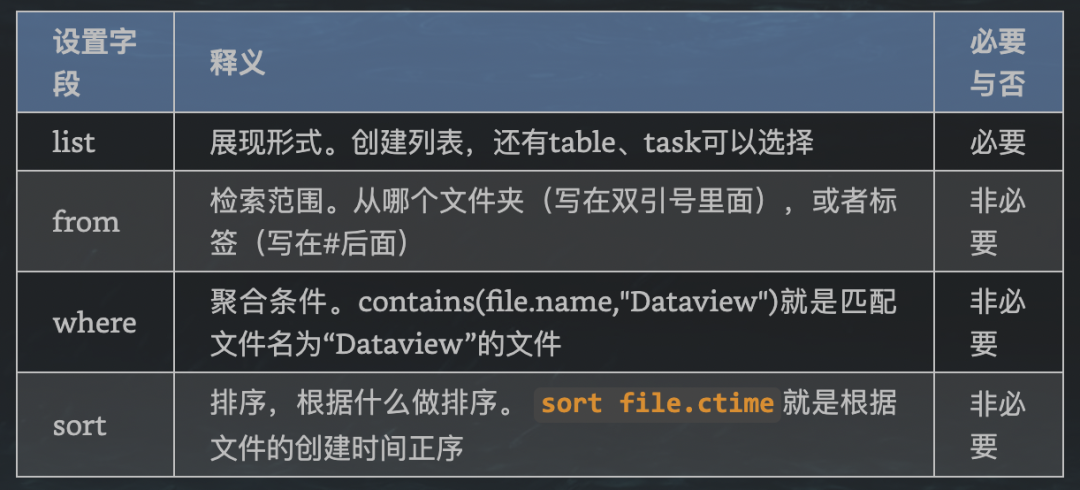 设置字 释义 必要
段 与否
list 展现形式。创建列表，还有table、task可以选择 必要
from 检索范围。从哪个文件夹（写在双引号里面），或者标 非必
签（写在#后面） 要
where 聚合条件。contains(file.name,"Dataview")就是匹配 非必
文件名为“Dataview”的文件 要
sort 排序，根据什么做排序。 sort file.ctime就是根据 非必
文件的创建时间正序 要